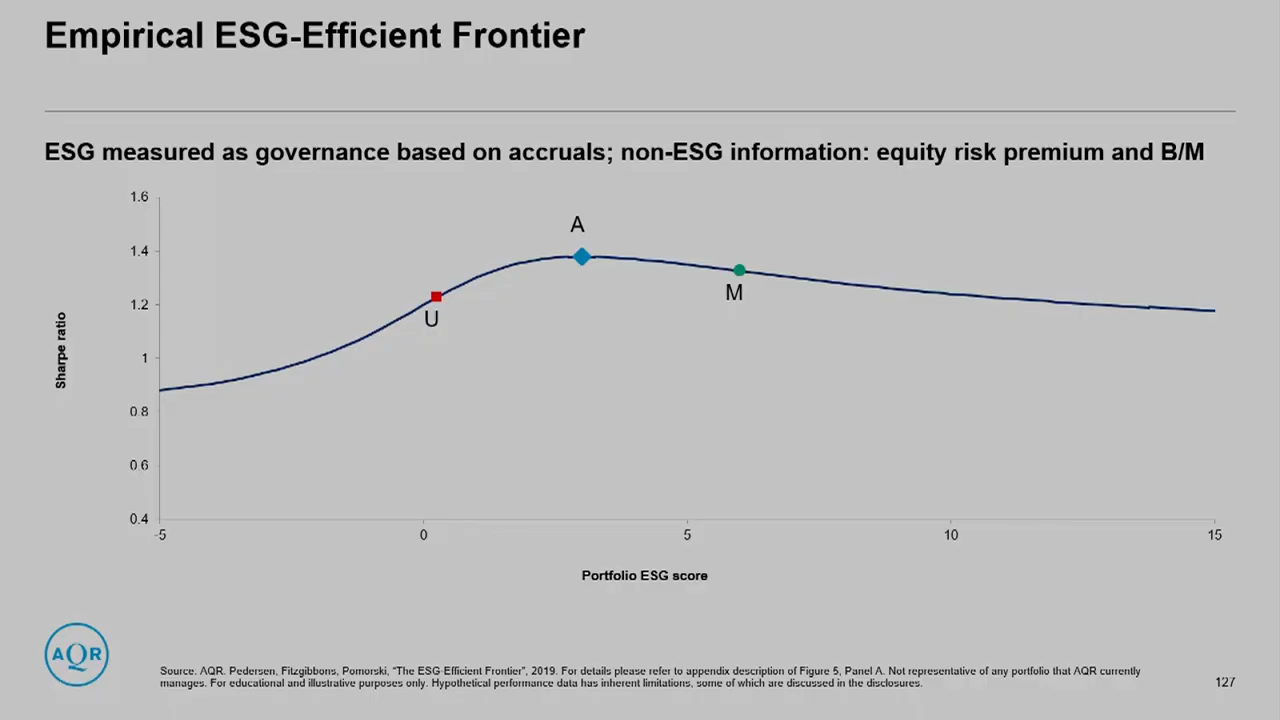 Empirical ESG-Efficient Frontier
ESG measured as governance based on accruals; non-ESG information: equity risk premium and B/M
1.6
1.4
1.2
1
0.8
0.6
0.4
Sharpe ratio
A
U
M
-5
0
5
10
15
Portfolio ESG score
AQR
Source. AQR. Pedersen, Fitzgibbons, Pomorski, “The ESG-Efficient Frontier”, 2019. For details please refer to appendix description of Figure 5, Panel A. Not representative of any portfolio that AQR currently
manages. For educational and illustrative purposes only. Hypothetical performance data has inherent limitations, some of which are discussed in the disclosures.
127